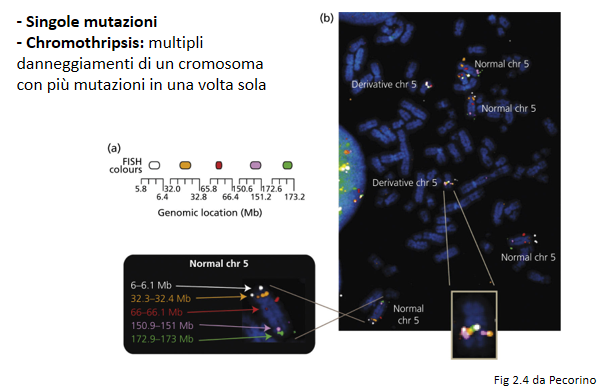 - Singole mutazioni
- Chromothripsis: multipli
danneggiamenti di un cromosoma
con più mutazioni in una volta sola
(a)
FISH
colours
5.8 32.0 65.8 150.6 172.6
6.4 32.8 66.4 151.2 173.2
Genomic location (Mb)
Normal chr 5
6–6.1 Mb
32.3–32.4 Mb
66–66.1 Mb
150.9–151 Mb
172.9–173 Mb
(b)
Normal chr 5
Derivative chr 5
Normal chr 5
Derivative chr 5
Normal chr 5
Normal
chr 5
Fig 2.4 da Pecorino